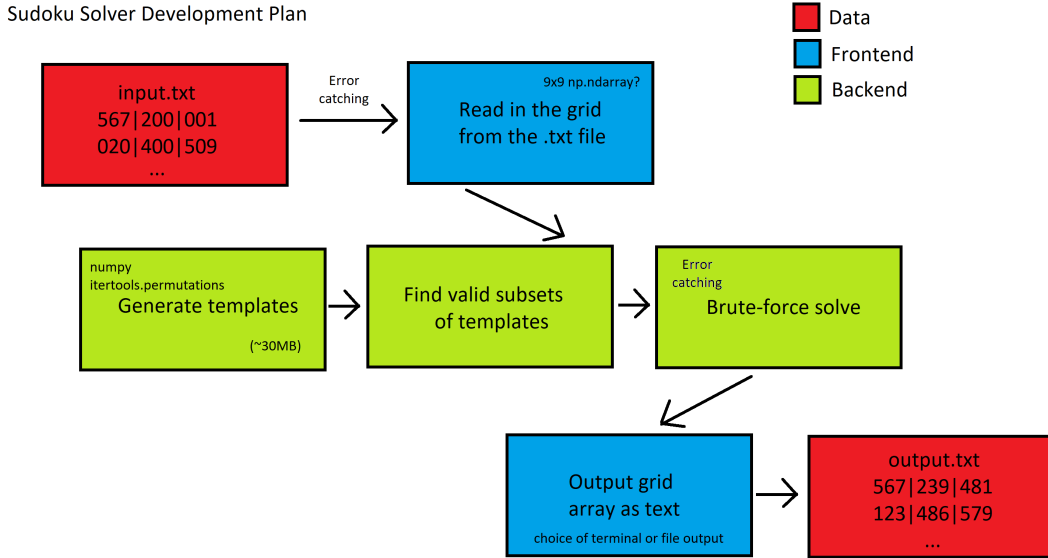 Sudoku Solver Development Plan
Data
Frontend
Backend
input.txt
567|200|001
020|400|509
...
Error
catching
9x9 np.ndarray?
Read in the grid
from the .txt file
numpy
itertools.permutations
Generate templates
(~30MB)
Find valid subsets
of templates
Error
catching
Brute-force solve
Output grid
array as text
choice of terminal or file output
output.txt
567|239|481
123|486|579
...